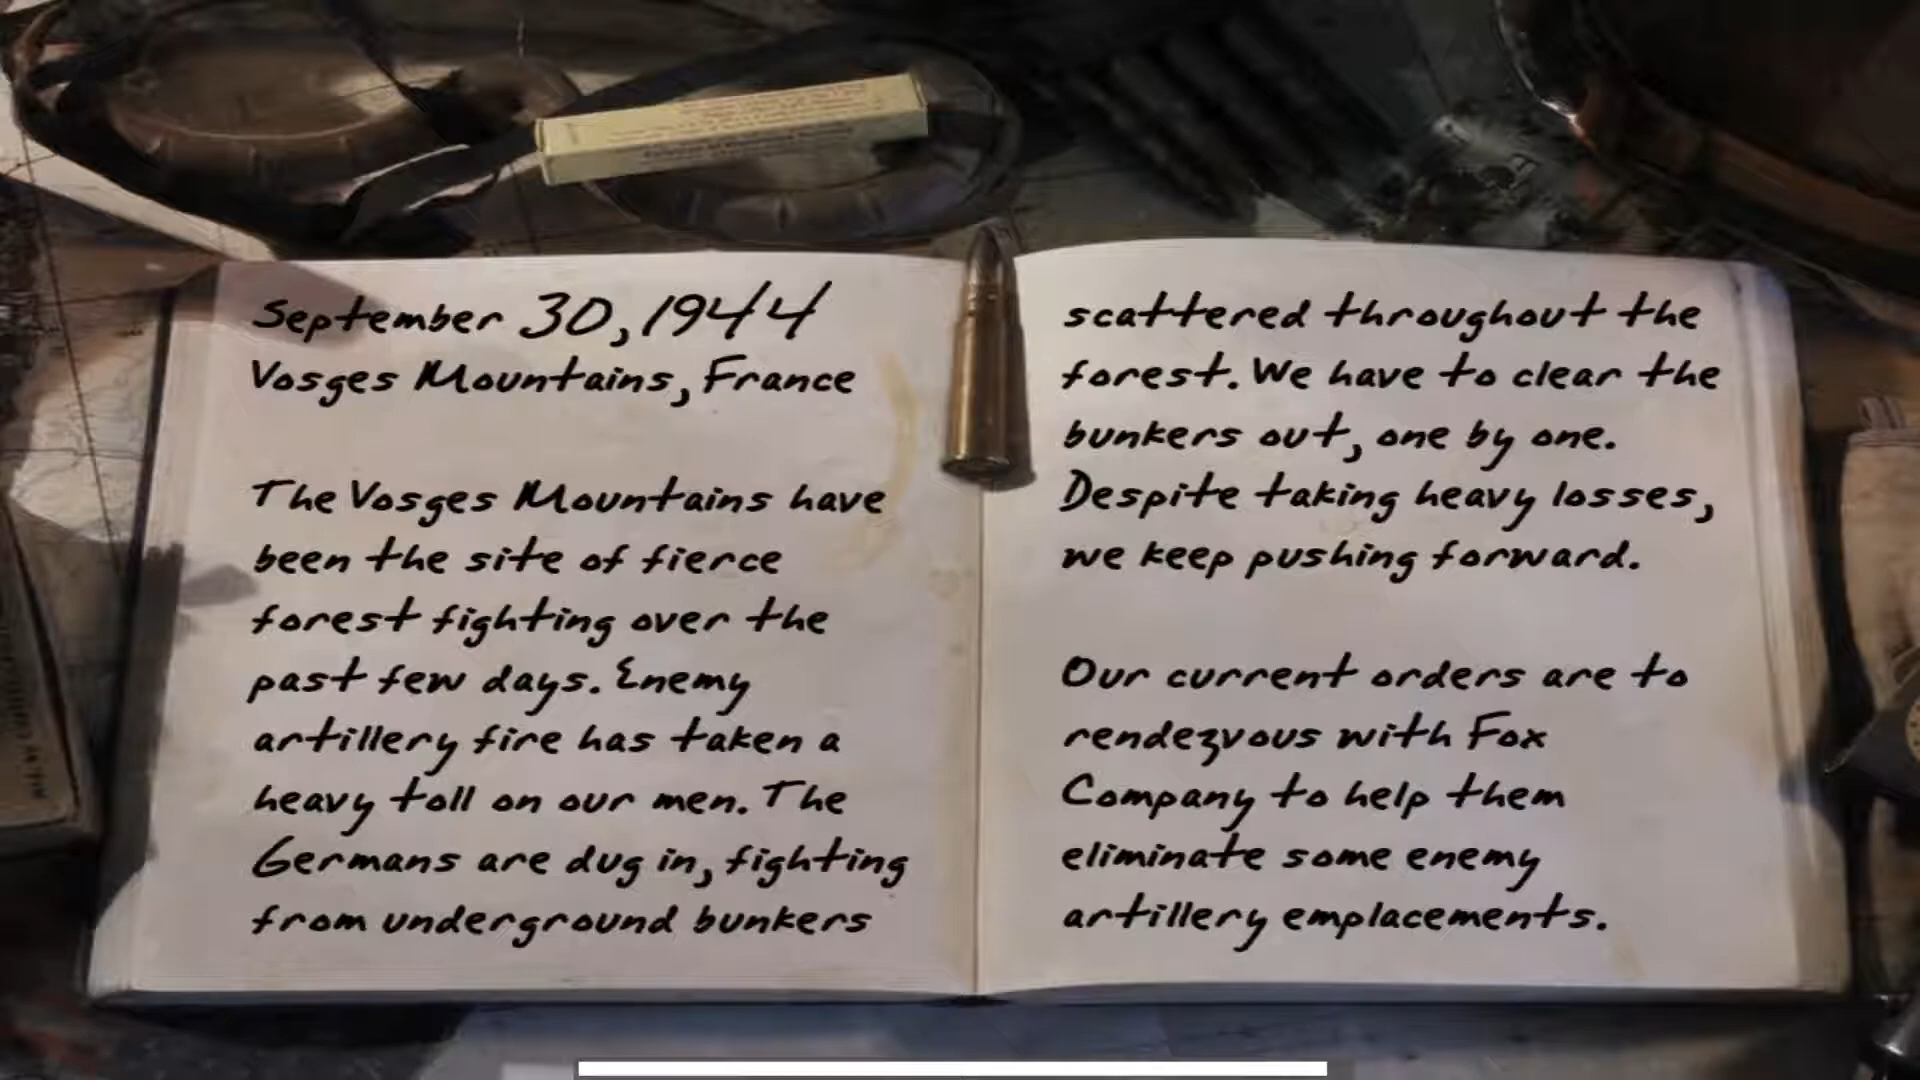 September 30, 1944
Vosges Mountains, France
The Vosges Mountains have
been the site of fierce
forest fighting over the
past few days. Enemy
artillery fire has taken a
heavy toll on our men. The
Germans are dug in, fighting
from underground bunkers
scattered throughout the
forest. We have to clear the
bunkers out, one by one.
Despite taking heavy losses,
we keep pushing forward.
Our current orders are to
rendezvous with Fox
Company to help them
eliminate some enemy
artillery emplacements.